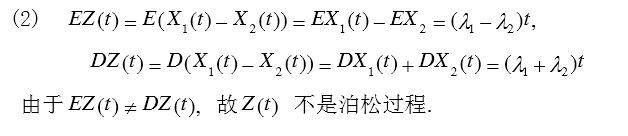 (2) EZ(t) = E(X₁(t) − X₂(t)) = EX₁(t) − EX₂ = (λ₁ − λ₂)t,
DZ(t) = D(X₁(t) − X₂(t)) = DX₁(t) + DX₂(t) = (λ₁ + λ₂)t
由于 EZ(t) ≠ DZ(t), 故 Z(t) 不是泊松过程.